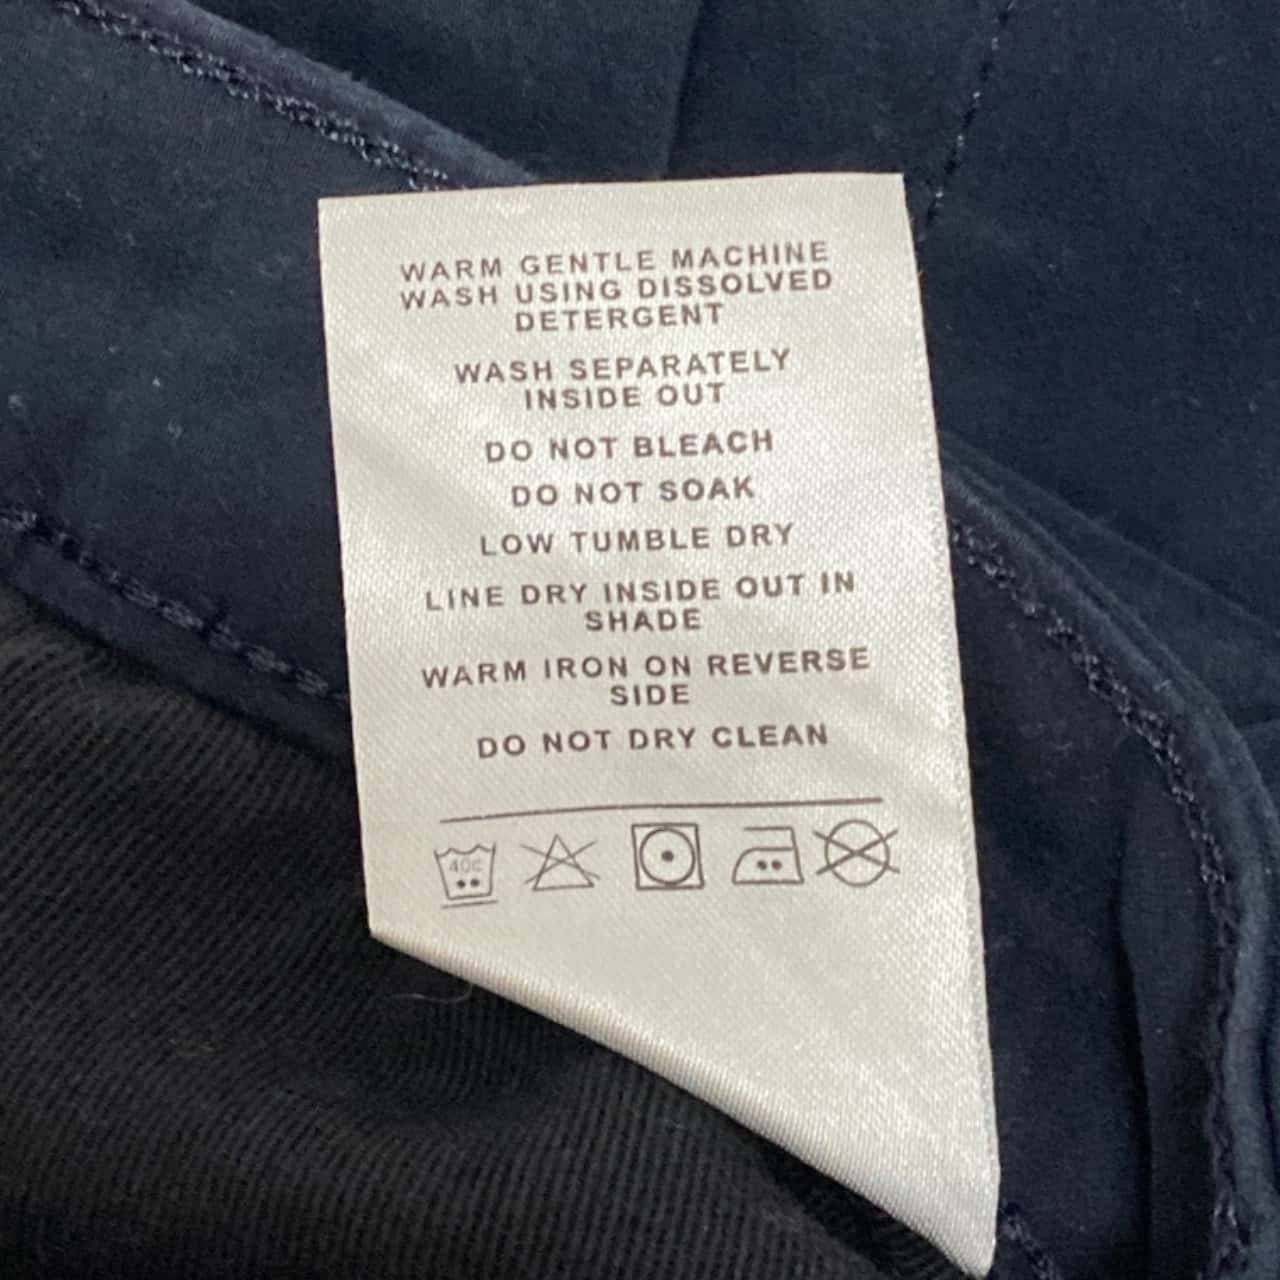 WARM GENTLE MACHINE
WASH USING DISSOLVED
DETERGENT
WASH SEPARATELY
INSIDE OUT
DO NOT BLEACH
DO NOT SOAK
LOW TUMBLE DRY
LINE DRY INSIDE OUT IN
SHADE
WARM IRON ON REVERSE
SIDE
DO NOT DRY CLEAN
40c